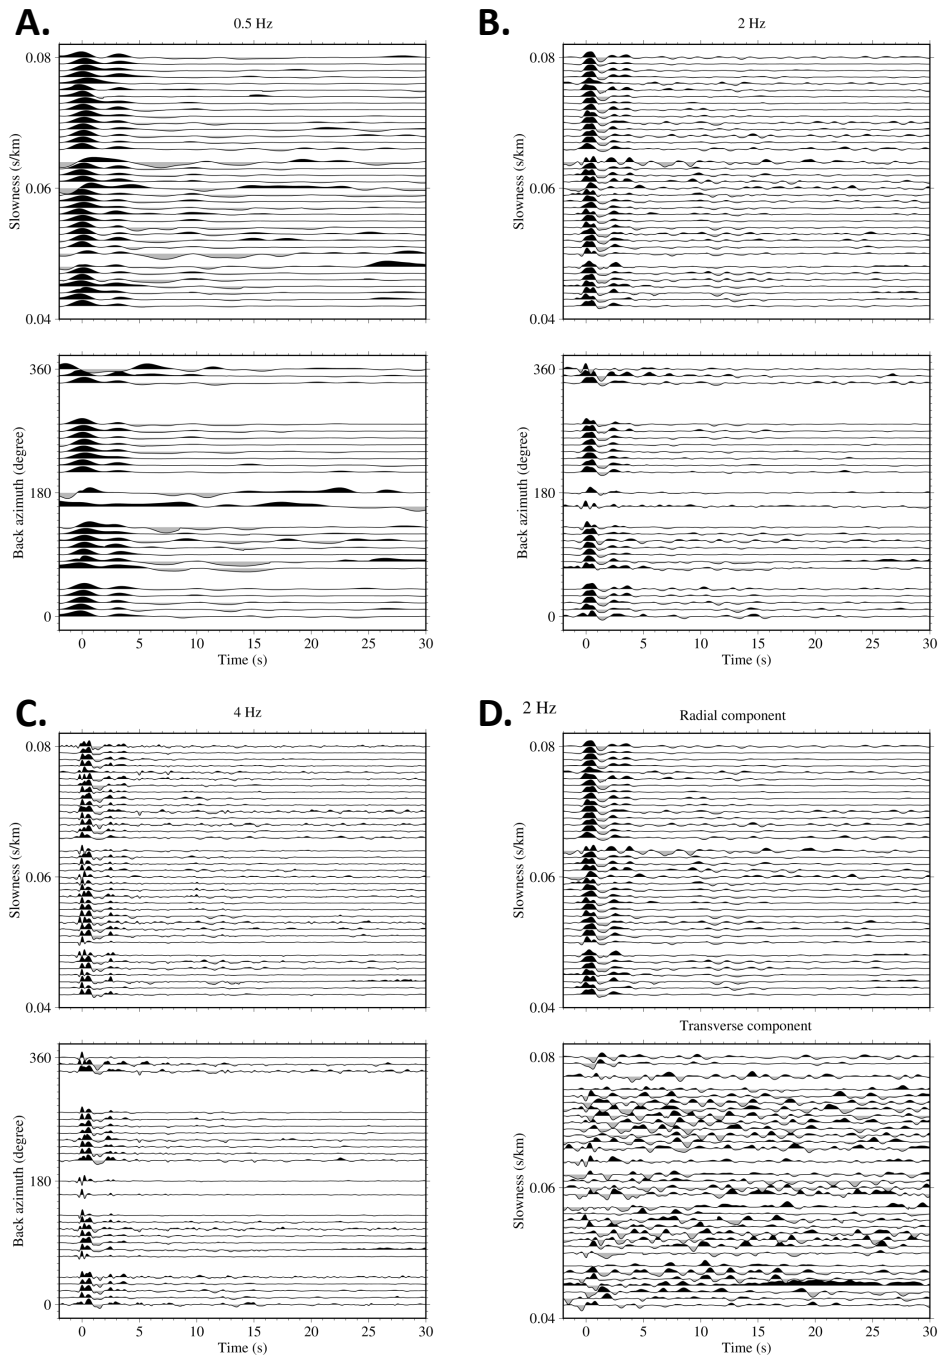 A.
0.5 Hz
0.08
0.06
0.04
Slowness (s/km)
360
180
0
Back azimuth (degree)
0 5 10 15 20 25 30
Time (s)
B.
2 Hz
0.08
0.06
0.04
Slowness (s/km)
360
180
0
Back azimuth (degree)
0 5 10 15 20 25 30
Time (s)
C.
4 Hz
0.08
0.06
0.04
Slowness (s/km)
360
180
0
Back azimuth (degree)
0 5 10 15 20 25 30
Time (s)
D.
2 Hz
Radial component
0.08
0.06
0.04
Slowness (s/km)
Transverse component
0.08
0.06
0.04
Slowness (s/km)
0 5 10 15 20 25 30
Time (s)